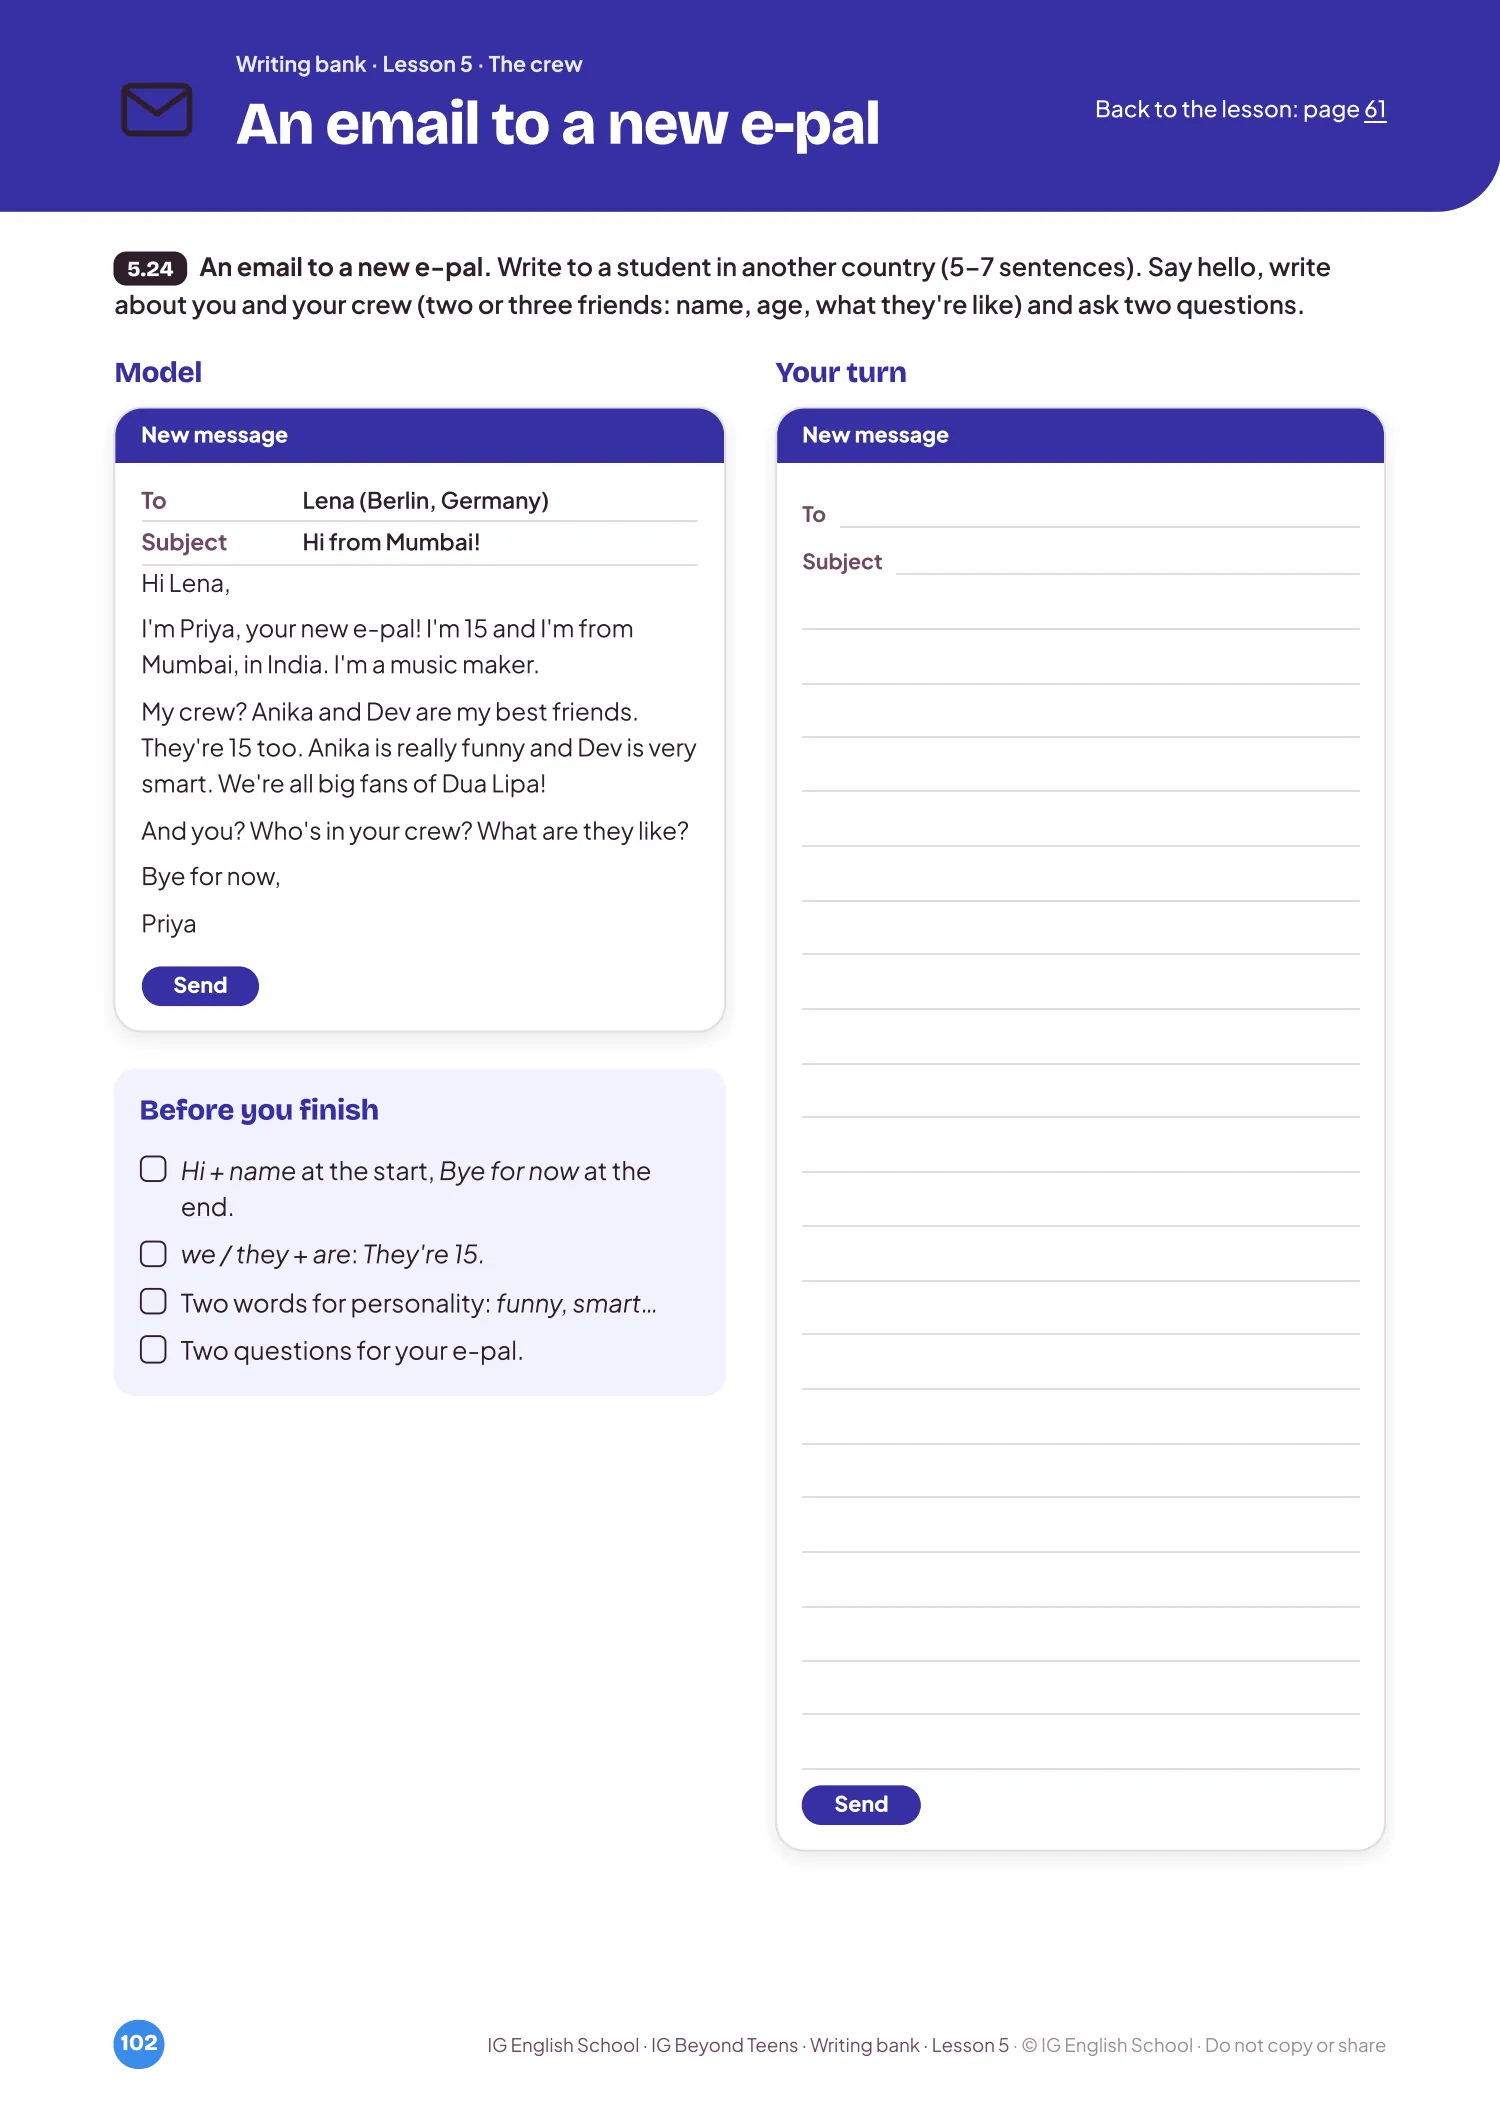 Writing bank · Lesson 5 · The crew
An email to a new e-pal
Back to the lesson: page 61
5.24 An email to a new e-pal. Write to a student in another country (5–7 sentences). Say hello, write
about you and your crew (two or three friends: name, age, what they're like) and ask two questions.
Model
New message
To Lena (Berlin, Germany)
Subject Hi from Mumbai!
Hi Lena,
I'm Priya, your new e-pal! I'm 15 and I'm from
Mumbai, in India. I'm a music maker.
My crew? Anika and Dev are my best friends.
They're 15 too. Anika is really funny and Dev is very
smart. We're all big fans of Dua Lipa!
And you? Who's in your crew? What are they like?
Bye for now,
Priya
Send
Before you finish
Hi + name at the start, Bye for now at the
end.
we / they + are: They're 15.
Two words for personality: funny, smart…
Two questions for your e-pal.
Your turn
New message
To
Subject
Send
102
IG English School · IG Beyond Teens · Writing bank · Lesson 5 · © IG English School · Do not copy or share